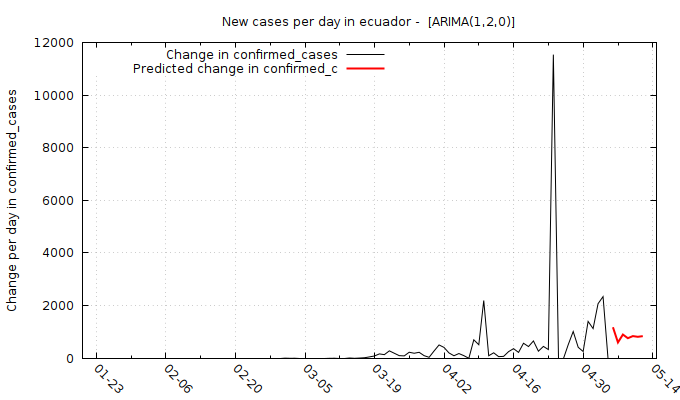 New cases per day in ecuador -  [ARIMA(1,2,0)]
Change in confirmed_cases
Predicted change in confirmed_c
Change per day in confirmed_cases
12000
10000
8000
6000
4000
2000
0
01-23 02-06 02-20 03-05 03-19 04-02 04-16 04-30 05-14